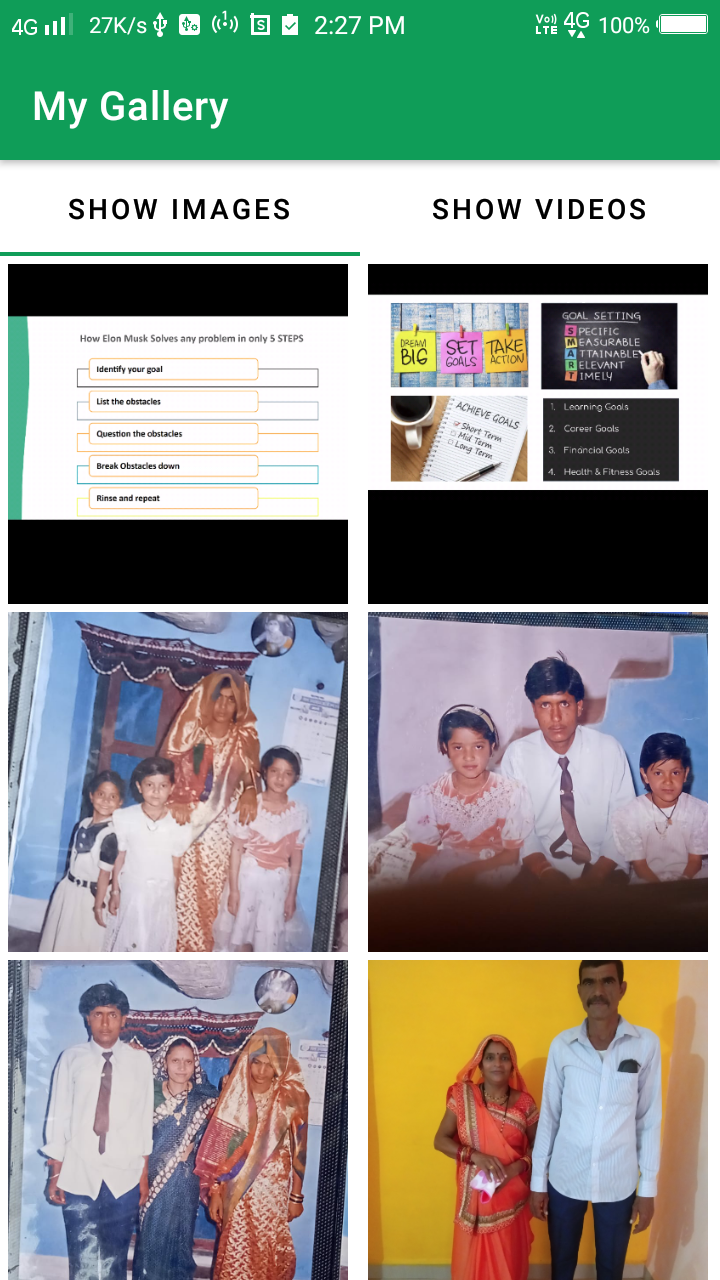 4G 27K/s 2:27 PM Vo)) LTE 4G 100%
My Gallery
SHOW IMAGES SHOW VIDEOS
How Elon Musk Solves any problem in only 5 STEPS
Identify your goal
List the obstacles
Question the obstacles
Break Obstacles down
Rinse and repeat
DREAM BIG
SET GOALS
TAKE ACTION
GOAL SETTING
SPECIFIC
MEASURABLE
ATTAINABLE
RELEVANT
TIMELY
ACHIEVE GOALS
Short Term
Mid Term
Long Term
1. Learning Goals
2. Career Goals
3. Financial Goals
4. Health & Fitness Goals